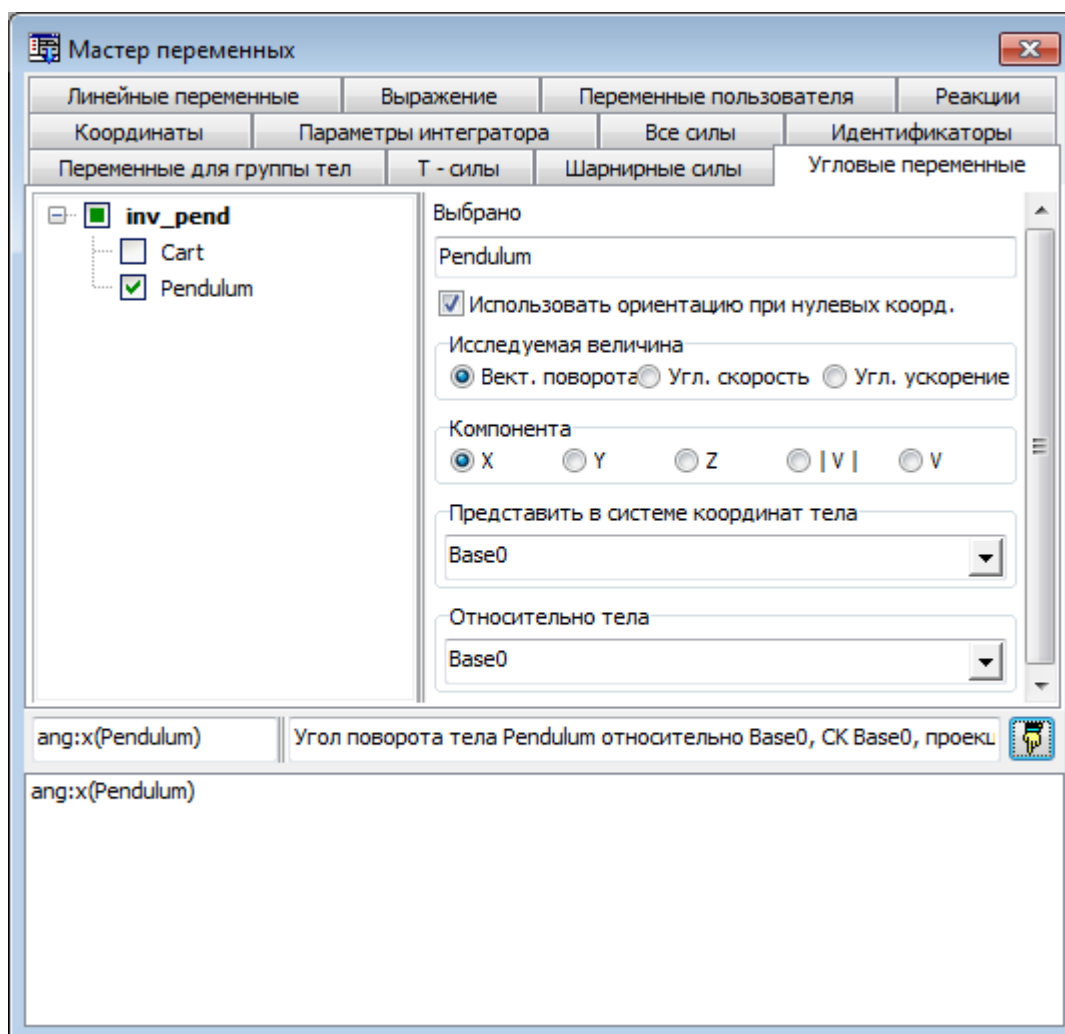 Мастер переменных
Линейные переменные Выражение Переменные пользователя Реакции
Координаты Параметры интегратора Все силы Идентификаторы
Переменные для группы тел Т - силы Шарнирные силы Угловые переменные
inv_pend
Cart
Pendulum
Выбрано
Pendulum
Использовать ориентацию при нулевых коорд.
Исследуемая величина
Вект. поворота Угл. скорость Угл. ускорение
Компонента
X Y Z | V | V
Представить в системе координат тела
Base0
Относительно тела
Base0
ang:x(Pendulum) Угол поворота тела Pendulum относительно Base0, СК Base0, проекц
ang:x(Pendulum)